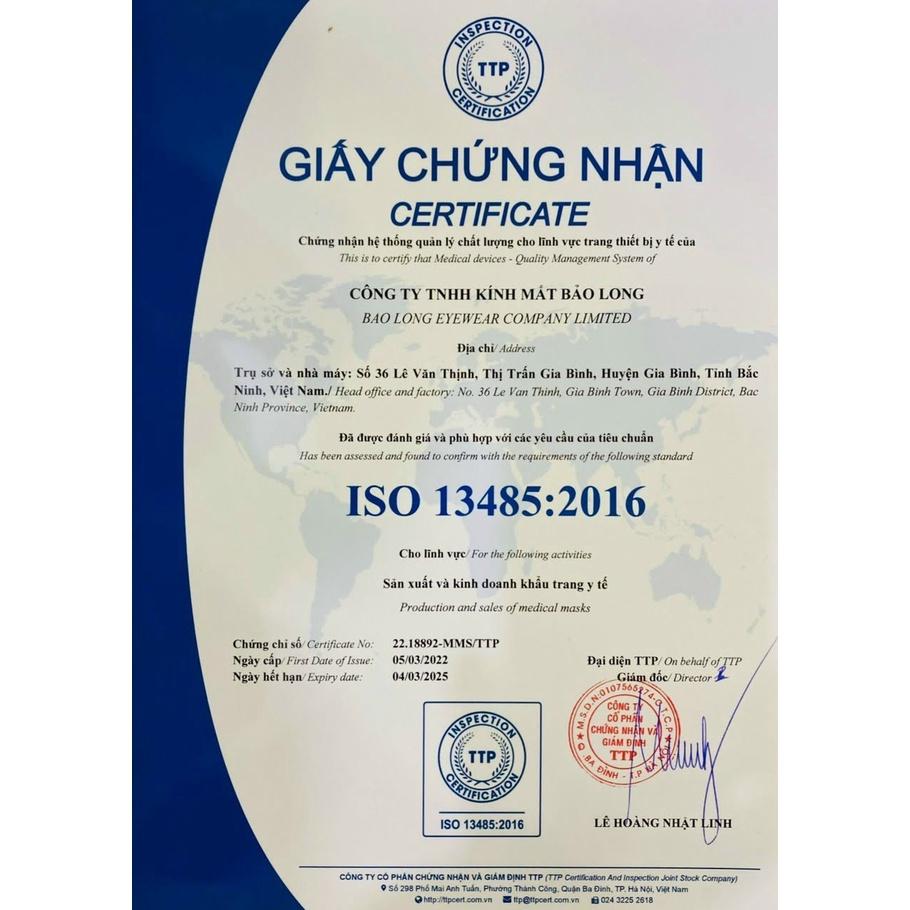 INSPECTION
TTP
CERTIFICATION
GIẤY CHỨNG NHẬN
CERTIFICATE
Chứng nhận hệ thống quản lý chất lượng cho lĩnh vực trang thiết bị y tế của
This is to certify that Medical devices - Quality Management System of
CÔNG TY TNHH KÍNH MẮT BẢO LONG
BAO LONG EYEWEAR COMPANY LIMITED
Địa chỉ/ Address
Trụ sở và nhà máy: Số 36 Lê Văn Thịnh, Thị Trấn Gia Bình, Huyện Gia Bình, Tỉnh Bắc
Ninh, Việt Nam./ Head office and factory: No. 36 Le Van Thinh, Gia Binh Town, Gia Binh District, Bac
Ninh Province, Vietnam.
Đã được đánh giá và phù hợp với các yêu cầu của tiêu chuẩn
Has been assessed and found to confirm with the requirements of the following standard
ISO 13485:2016
Cho lĩnh vực/ For the following activities
Sản xuất và kinh doanh khẩu trang y tế
Production and sales of medical masks
Chứng chỉ số/ Certificate No: 22.18892-MMS/TTP
Ngày cấp/ First Date of Issue: 05/03/2022
Ngày hết hạn/ Expiry date: 04/03/2025
Đại diện TTP/ On behalf of TTP
Giám đốc/ Director
M.S.D.N:0107565274-C.T.C.P
CÔNG TY
CỔ PHẦN
CHỨNG NHẬN VÀ
GIÁM ĐỊNH
TTP
Q. BA ĐÌNH - T.P HÀ NỘI
INSPECTION
TTP
CERTIFICATION
ISO 13485:2016
LÊ HOÀNG NHẬT LINH
CÔNG TY CỔ PHẦN CHỨNG NHẬN VÀ GIÁM ĐỊNH TTP (TTP Certification And Inspection Joint Stock Company)
Số 298 Phố Mai Anh Tuấn, Phường Thành Công, Quận Ba Đình, TP. Hà Nội, Việt Nam
http://ttpcert.com.vn ttp@ttpcert.com.vn 024 3225 2618